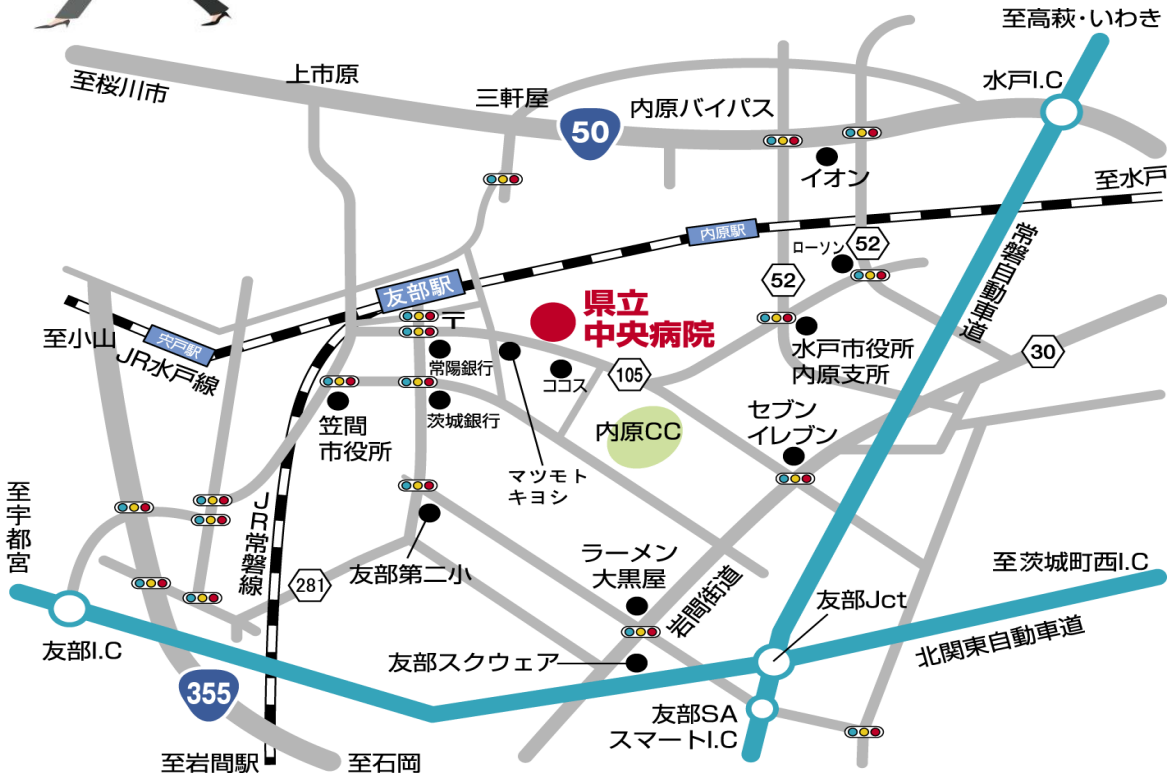 至高萩・いわき
上市原
至桜川市
三軒屋
内原バイパス
水戸I.C
50
イオン
至水戸
内原駅
ローソン
52
常磐自動車道
52
友部駅
県立
中央病院
〒
至小山
宍戸駅
JR水戸線
常陽銀行
ココス
105
水戸市役所
内原支所
30
笠間
市役所
茨城銀行
内原CC
セブン
イレブン
マツモト
キヨシ
至宇都宮
JR常磐線
281
友部第二小
ラーメン
大黒屋
岩間街道
至茨城町西I.C
友部Jct
北関東自動車道
友部I.C
友部スクウェア
355
友部SA
スマートI.C
至岩間駅
至石岡